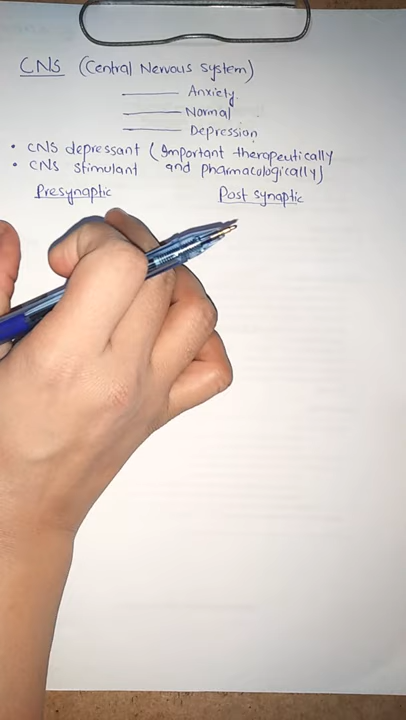 CNS (Central Nervous system)
Anxiety
Normal
Depression
• CNS depressant (Important therapeutically
• CNS stimulant and pharmacologically)
Presynaptic Post synaptic